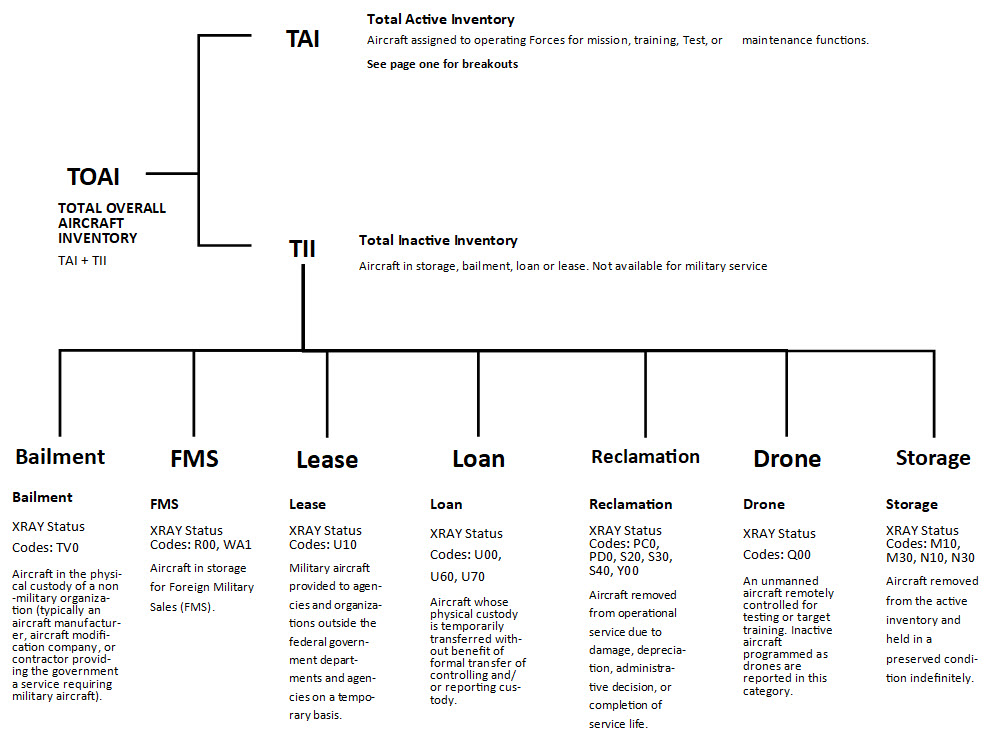 TAI
Total Active Inventory
Aircraft assigned to operating Forces for mission, training, Test, or maintenance functions.
See page one for breakouts
TOAI
TOTAL OVERALL
AIRCRAFT
INVENTORY
TAI + TII
TII
Total Inactive Inventory
Aircraft in storage, bailment, loan or lease. Not available for military service
Bailment
Bailment
XRAY Status
Codes: TV0
Aircraft in the physi-
cal custody of a non
-military organiza-
tion (typically an
aircraft manufactur-
er, aircraft modifi-
cation company, or
contractor provid-
ing the government
a service requiring
military aircraft).
FMS
FMS
XRAY Status
Codes: R00, WA1
Aircraft in storage
for Foreign Military
Sales (FMS).
Lease
Lease
XRAY Status
Codes: U10
Military aircraft
provided to agen-
cies and organiza-
tions outside the
federal govern-
ment depart-
ments and agen-
cies on a tempo-
rary basis.
Loan
Loan
XRAY Status
Codes: U00,
U60, U70
Aircraft whose
physical custody
is temporarily
transferred with-
out benefit of
formal transfer of
controlling and/
or reporting cus-
tody.
Reclamation
Reclamation
XRAY Status
Codes: PC0,
PD0, S20, S30,
S40, Y00
Aircraft removed
from operational
service due to
damage, deprecia-
tion, administra-
tive decision, or
completion of
service life.
Drone
Drone
XRAY Status
Codes: Q00
An unmanned
aircraft remotely
controlled for
testing or target
training. Inactive
aircraft
programmed as
drones are
reported in this
category.
Storage
Storage
XRAY Status
Codes: M10,
M30, N10, N30
Aircraft removed
from the active
inventory and
held in a
preserved condi-
tion indefinitely.